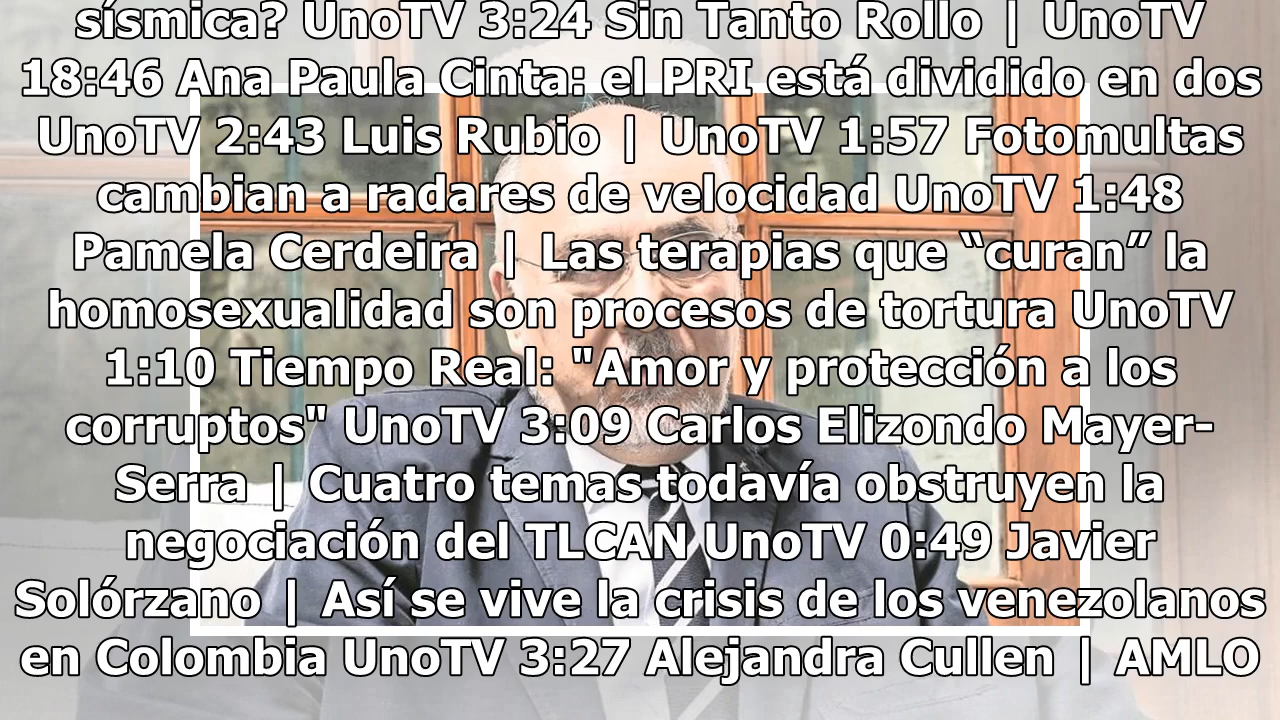 sísmica? UnoTV 3:24 Sin Tanto Rollo | UnoTV
18:46 Ana Paula Cinta: el PRI está dividido en dos
UnoTV 2:43 Luis Rubio | UnoTV 1:57 Fotomultas
cambian a radares de velocidad UnoTV 1:48
Pamela Cerdeira | Las terapias que “curan” la
homosexualidad son procesos de tortura UnoTV
1:10 Tiempo Real: "Amor y protección a los
corruptos" UnoTV 3:09 Carlos Elizondo Mayer-
Serra | Cuatro temas todavía obstruyen la
negociación del TLCAN UnoTV 0:49 Javier
Solórzano | Así se vive la crisis de los venezolanos
en Colombia UnoTV 3:27 Alejandra Cullen | AMLO